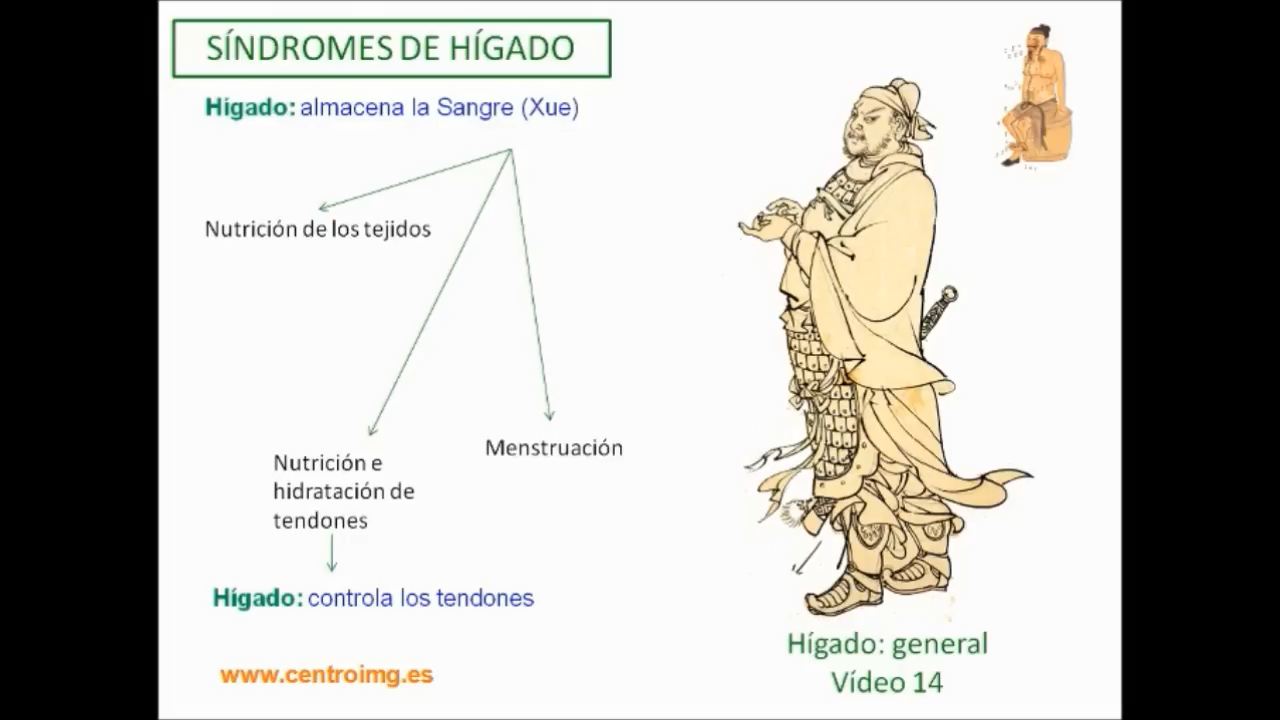 SÍNDROMES DE HÍGADO
Hígado: almacena la Sangre (Xue)
Nutrición de los tejidos
Menstruación
Nutrición e
hidratación de
tendones
Hígado: controla los tendones
www.centroimg.es
Hígado: general
Vídeo 14